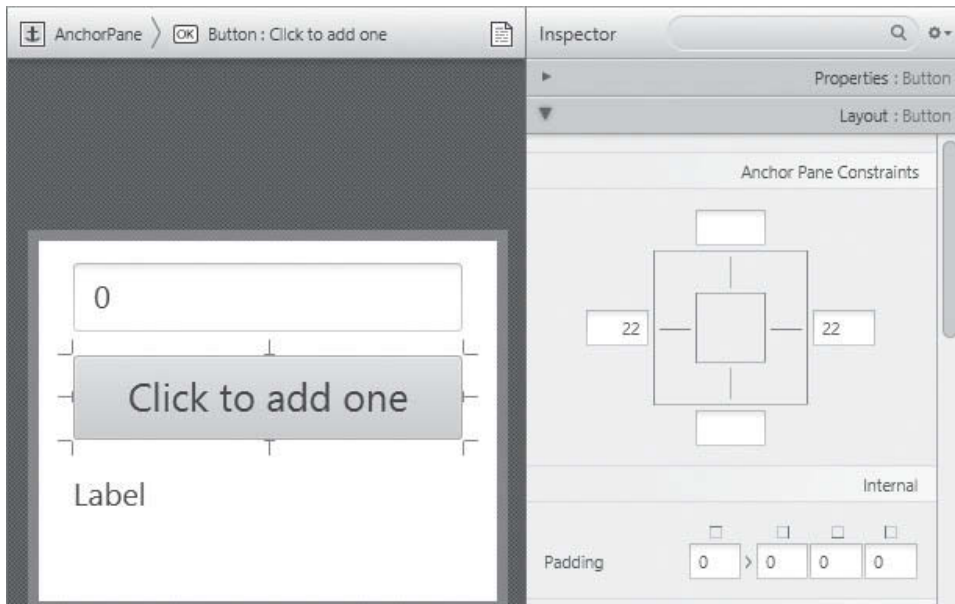 AnchorPane
OK Button : Click to add one
0
Click to add one
Label
Inspector
Properties : Button
Layout : Button
Anchor Pane Constraints
22
22
Internal
Padding 0 0 0 0